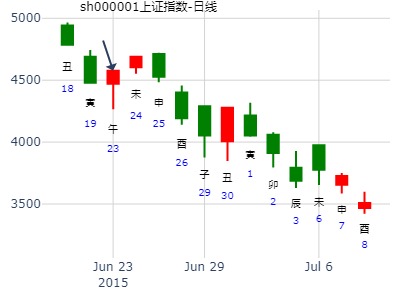 sh000001上证指数-日线
5000
4500
4000
3500
丑
18
寅
19
午
23
未
24
申
25
酉
26
子
29
丑
30
寅
1
卯
2
辰
3
未
6
申
7
酉
8
Jun 23
2015
Jun 29
Jul 6